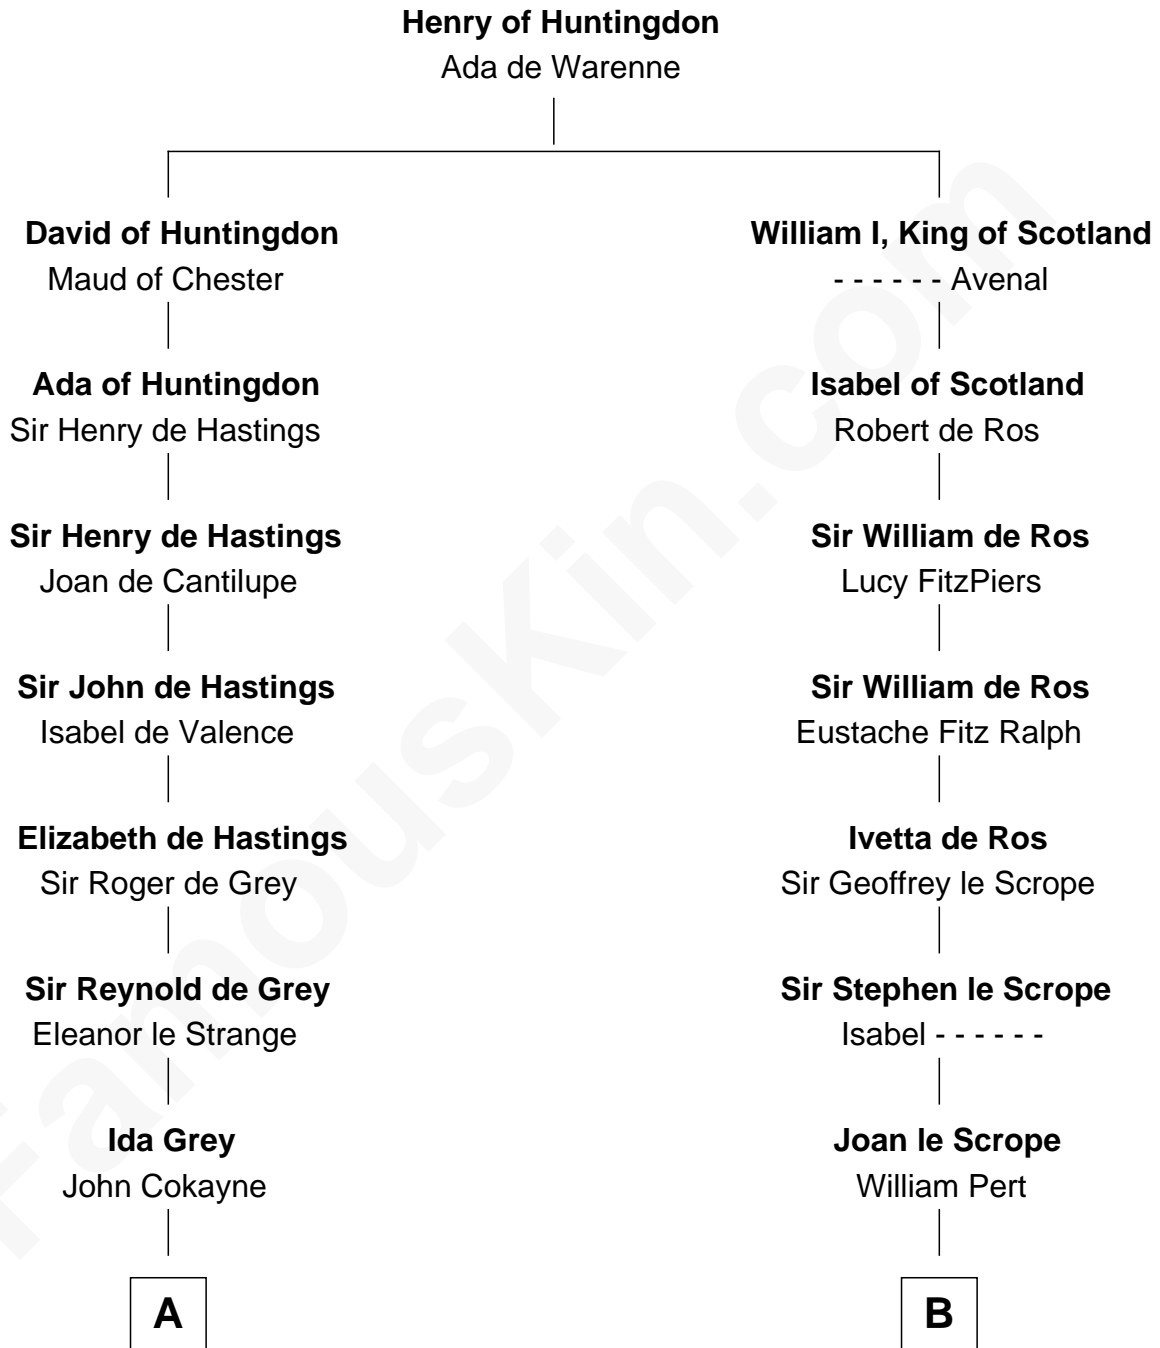 Henry of Huntingdon
Ada de Warenne
David of Huntingdon
Maud of Chester
Ada of Huntingdon
Sir Henry de Hastings
Sir Henry de Hastings
Joan de Cantilupe
Sir John de Hastings
Isabel de Valence
Elizabeth de Hastings
Sir Roger de Grey
Sir Reynold de Grey
Eleanor le Strange
Ida Grey
John Cokayne
A
William I, King of Scotland
- - - - - - Avenal
Isabel of Scotland
Robert de Ros
Sir William de Ros
Lucy FitzPiers
Sir William de Ros
Eustache Fitz Ralph
Ivetta de Ros
Sir Geoffrey le Scrope
Sir Stephen le Scrope
Isabel - - - - - -
Joan le Scrope
William Pert
B
FamousKin.com